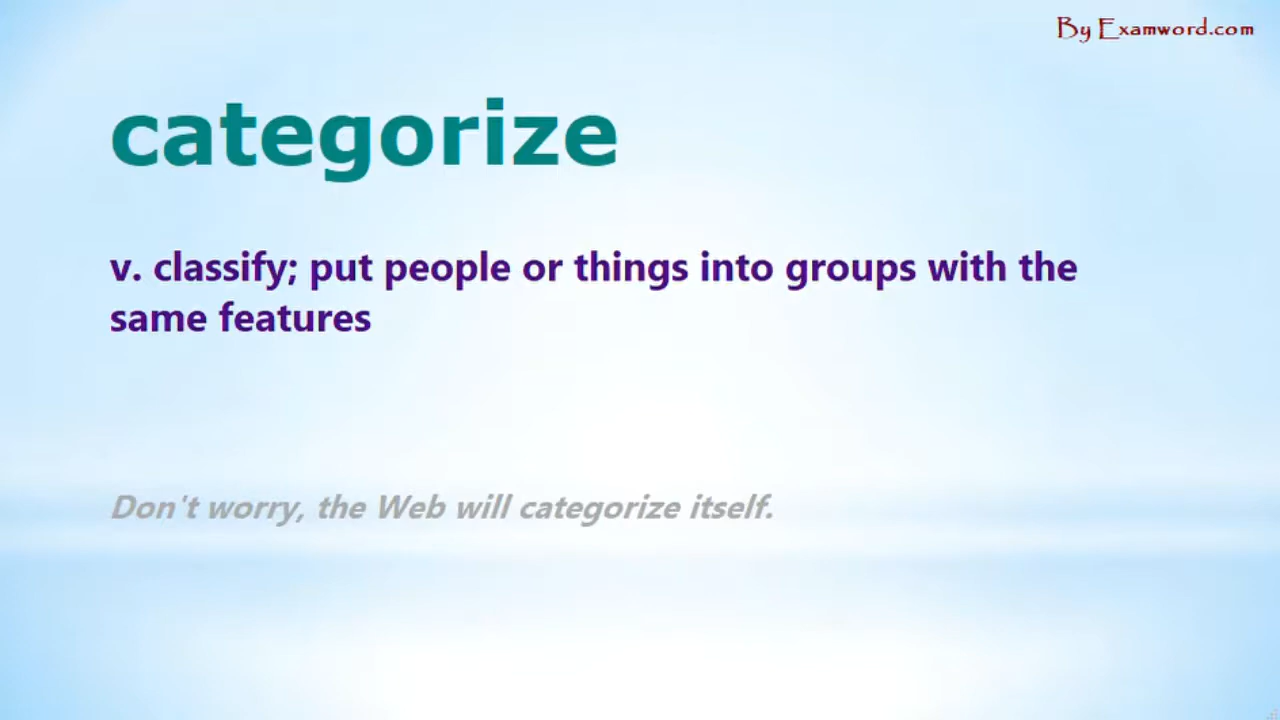 By Examword.com
categorize
v. classify; put people or things into groups with the
same features
Don't worry, the Web will categorize itself.